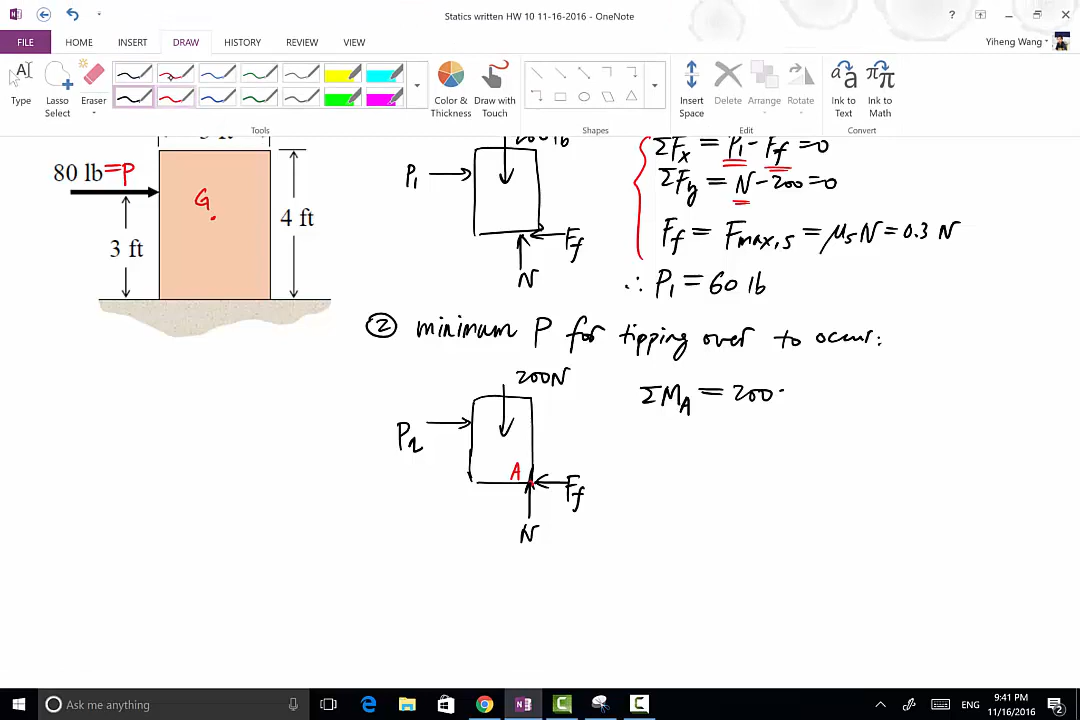 Statics written HW 10 11-16-2016 - OneNote
?
FILE HOME INSERT DRAW HISTORY REVIEW VIEW
Yiheng Wang
Type
Lasso Select
Eraser
Color & Thickness
Draw with Touch
Insert Space
Delete
Arrange
Rotate
Ink to Text
Ink to Math
Tools
Shapes
Edit
Convert
80 lb =P
G
3 ft
4 ft
200 lb
P₁
Ff
N
ΣFx = P₁ - Ff = 0
ΣFy = N - 200 = 0
Ff = Fmax,s = μsN = 0.3 N
∴ P₁ = 60 lb
② minimum P for tipping over to occur:
200N
P₂
A
Ff
N
ΣMA = 200·
Ask me anything
ENG
9:41 PM
11/16/2016
2